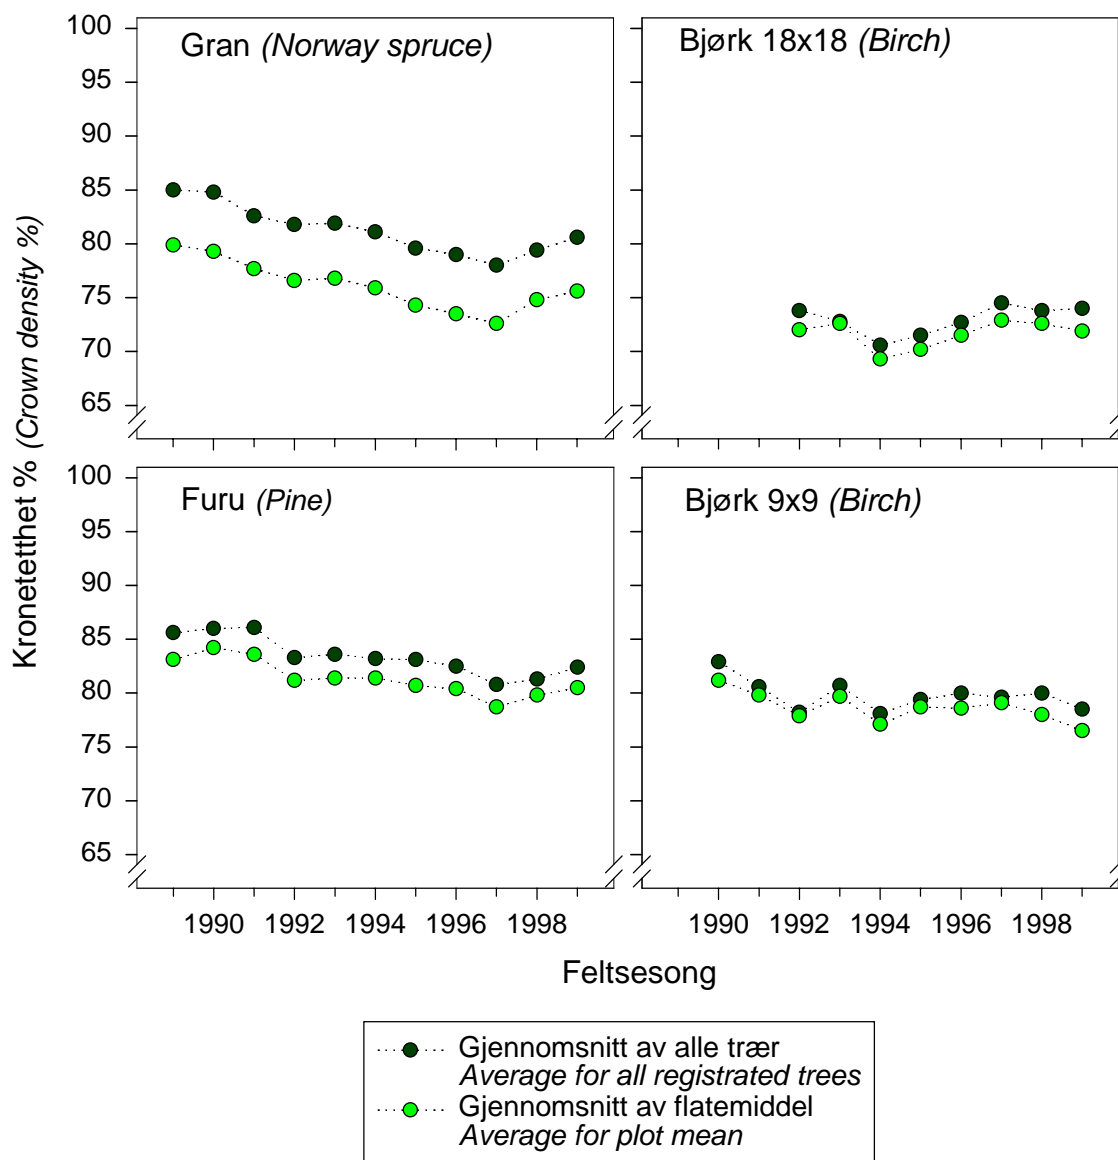 Kronetetthet % (Crown density %)
Gran (Norway spruce)
100
95
90
85
80
75
70
65
Bjørk 18x18 (Birch)
Furu (Pine)
100
95
90
85
80
75
70
65
1990 1992 1994 1996 1998
Bjørk 9x9 (Birch)
1990 1992 1994 1996 1998
Feltsesong
Gjennomsnitt av alle trær
Average for all registrated trees
Gjennomsnitt av flatemiddel
Average for plot mean